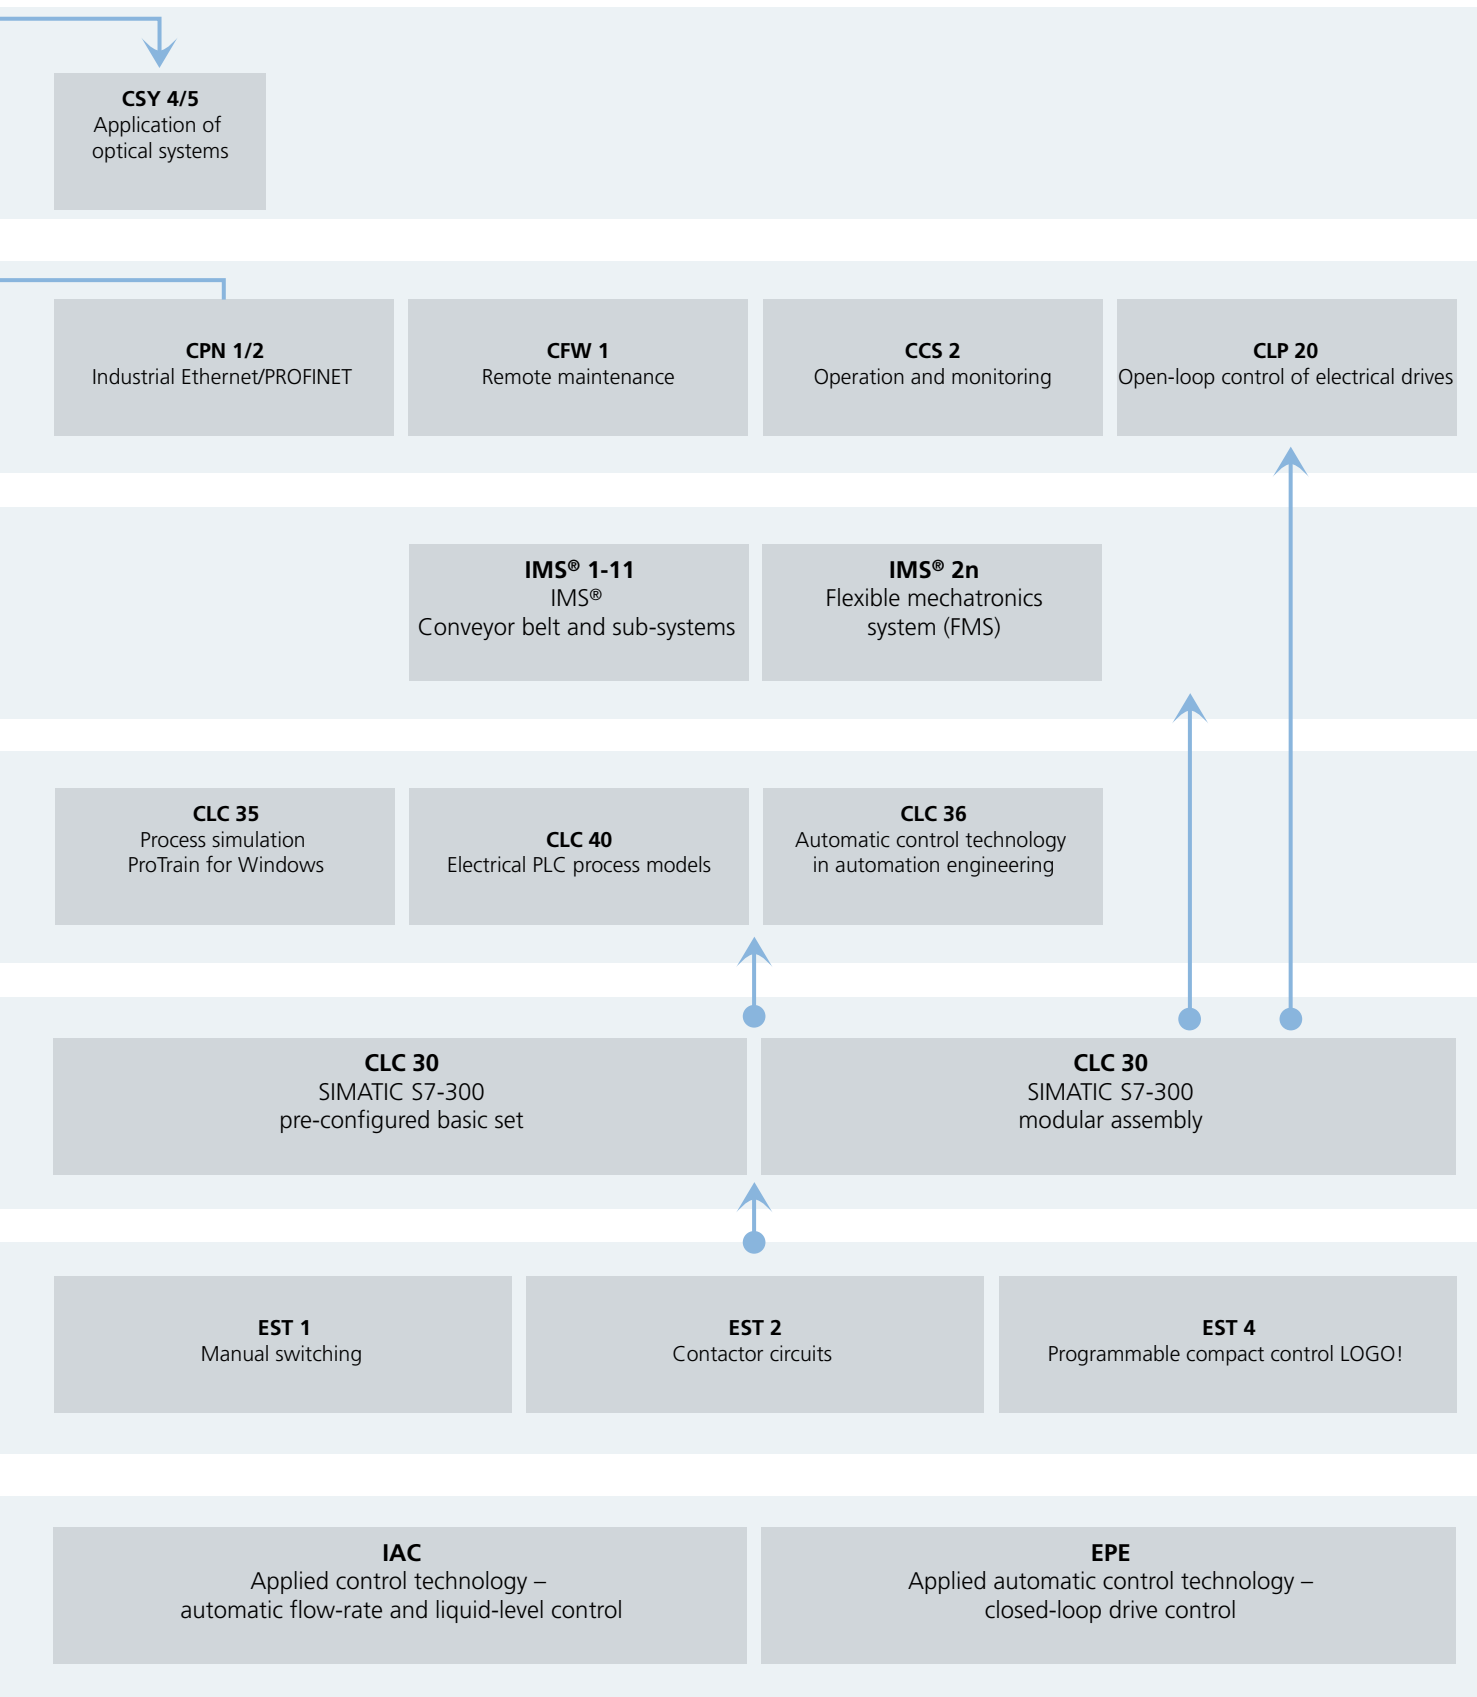 CSY 4/5
Application of
optical systems
CPN 1/2
Industrial Ethernet/PROFINET
CFW 1
Remote maintenance
CCS 2
Operation and monitoring
CLP 20
Open-loop control of electrical drives
IMS® 1-11
IMS®
Conveyor belt and sub-systems
IMS® 2n
Flexible mechatronics
system (FMS)
CLC 35
Process simulation
ProTrain for Windows
CLC 40
Electrical PLC process models
CLC 36
Automatic control technology
in automation engineering
CLC 30
SIMATIC S7-300
pre-configured basic set
CLC 30
SIMATIC S7-300
modular assembly
EST 1
Manual switching
EST 2
Contactor circuits
EST 4
Programmable compact control LOGO!
IAC
Applied control technology –
automatic flow-rate and liquid-level control
EPE
Applied automatic control technology –
closed-loop drive control